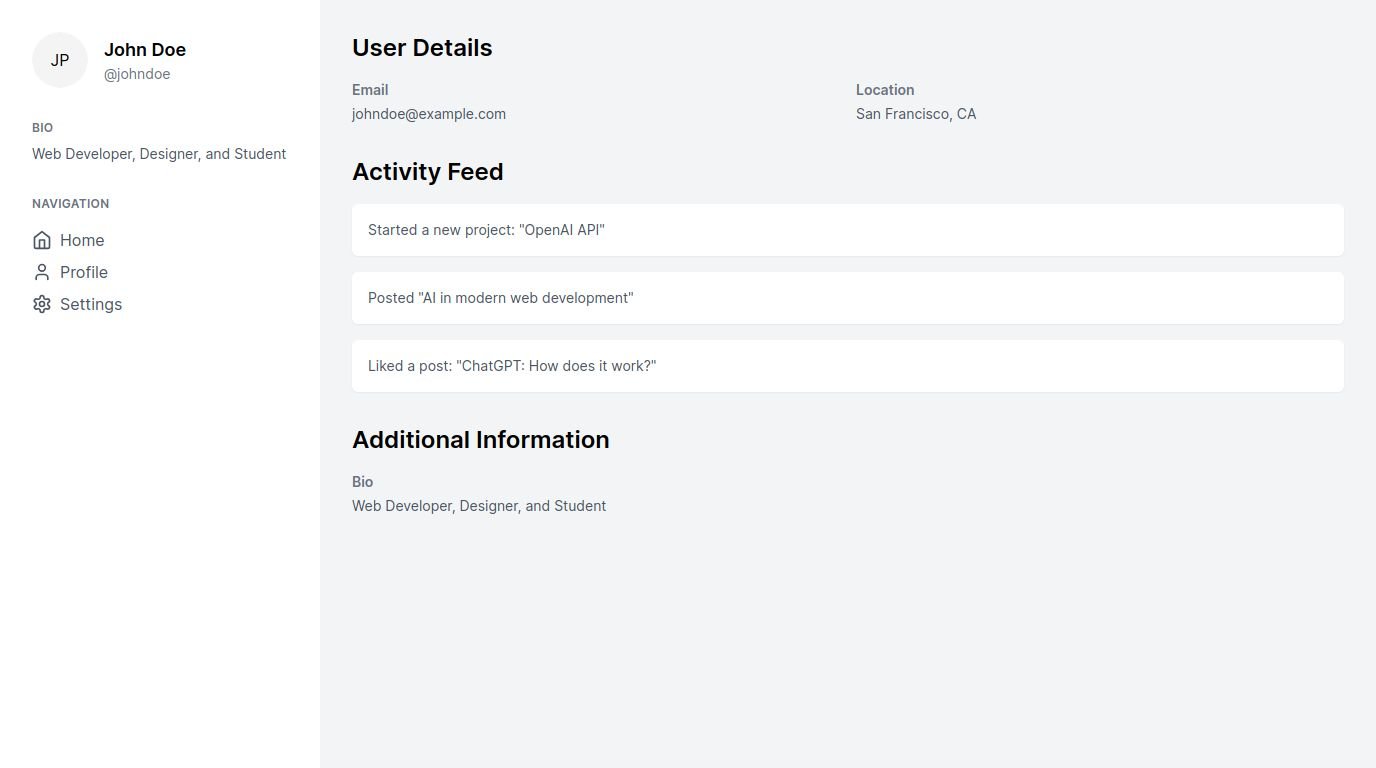 JP
John Doe
@johndoe
BIO
Web Developer, Designer, and Student
NAVIGATION
Home
Profile
Settings
User Details
Email
johndoe@example.com
Location
San Francisco, CA
Activity Feed
Started a new project: "OpenAI API"
Posted "AI in modern web development"
Liked a post: "ChatGPT: How does it work?"
Additional Information
Bio
Web Developer, Designer, and Student